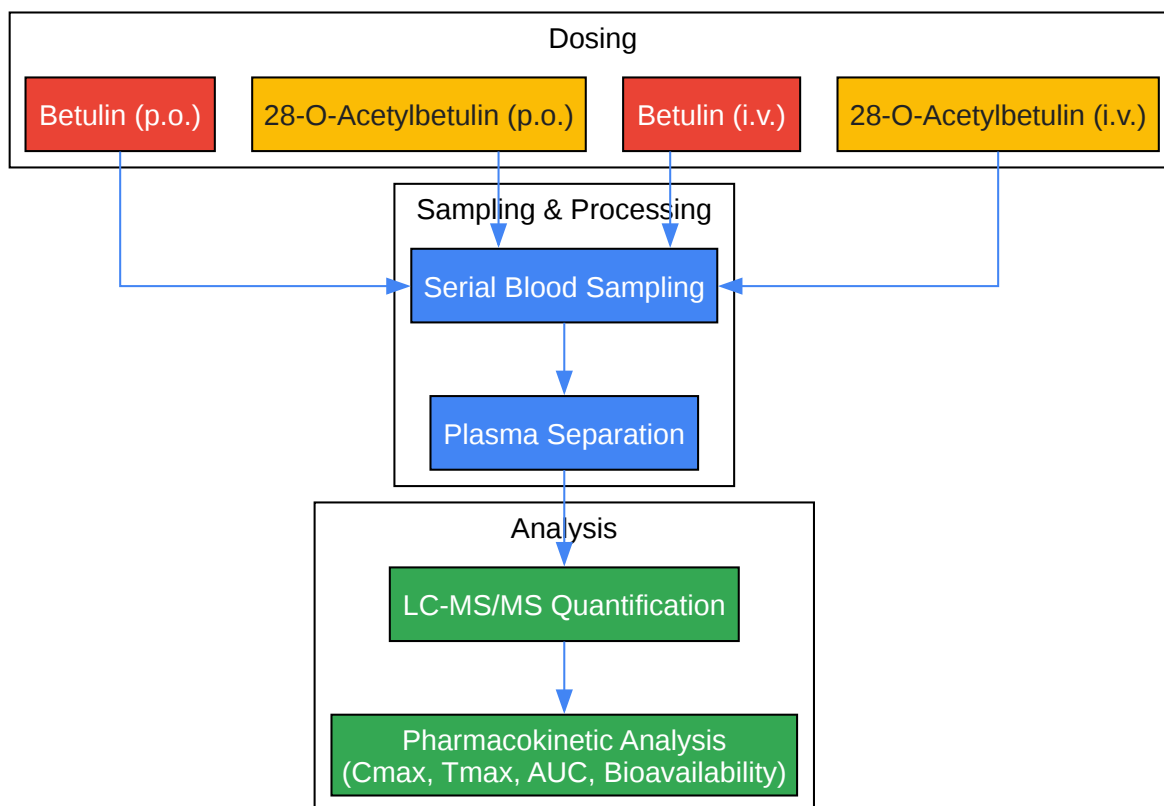 Dosing
Betulin (p.o.)
28-O-Acetylbetulin (p.o.)
Betulin (i.v.)
28-O-Acetylbetulin (i.v.)
Sampling & Processing
Serial Blood Sampling
Plasma Separation
Analysis
LC-MS/MS Quantification
Pharmacokinetic Analysis
(Cmax, Tmax, AUC, Bioavailability)